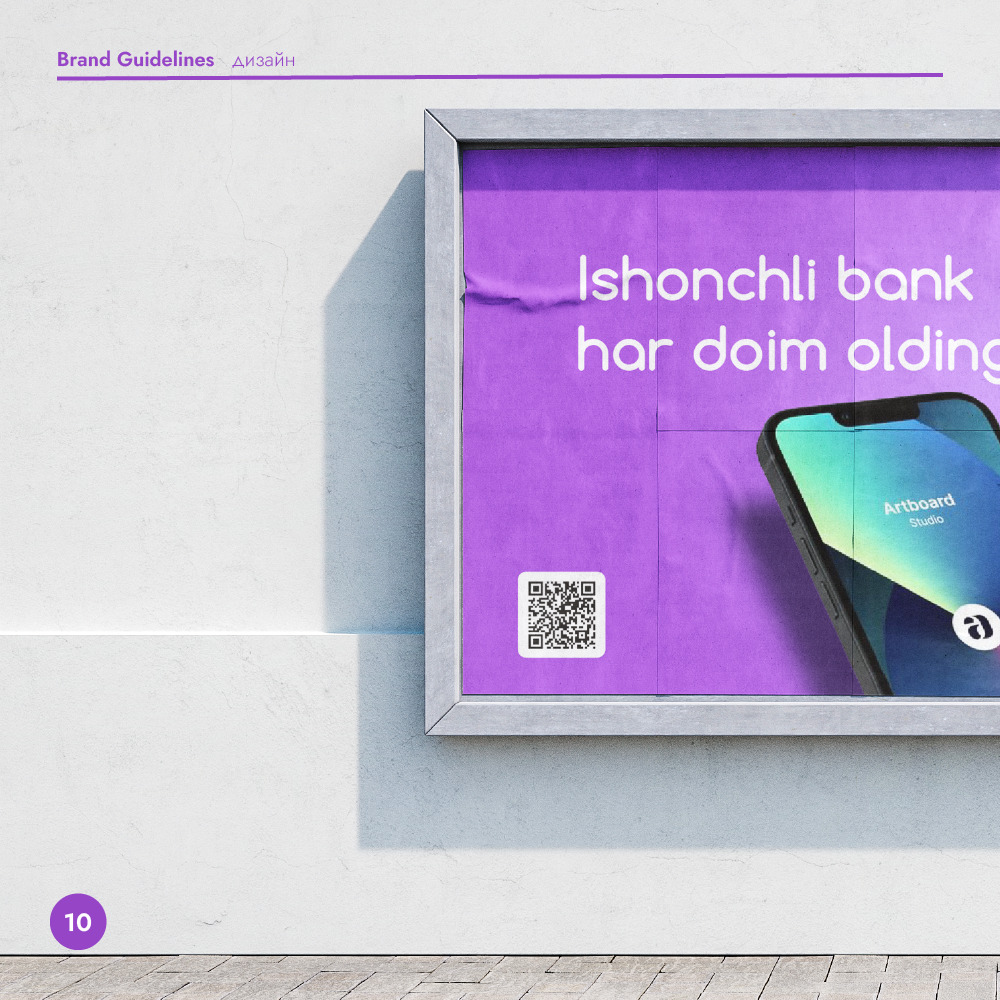 Brand Guidelines дизайн
Ishonchli bank
har doim olding
Artboard
Studio
a
10